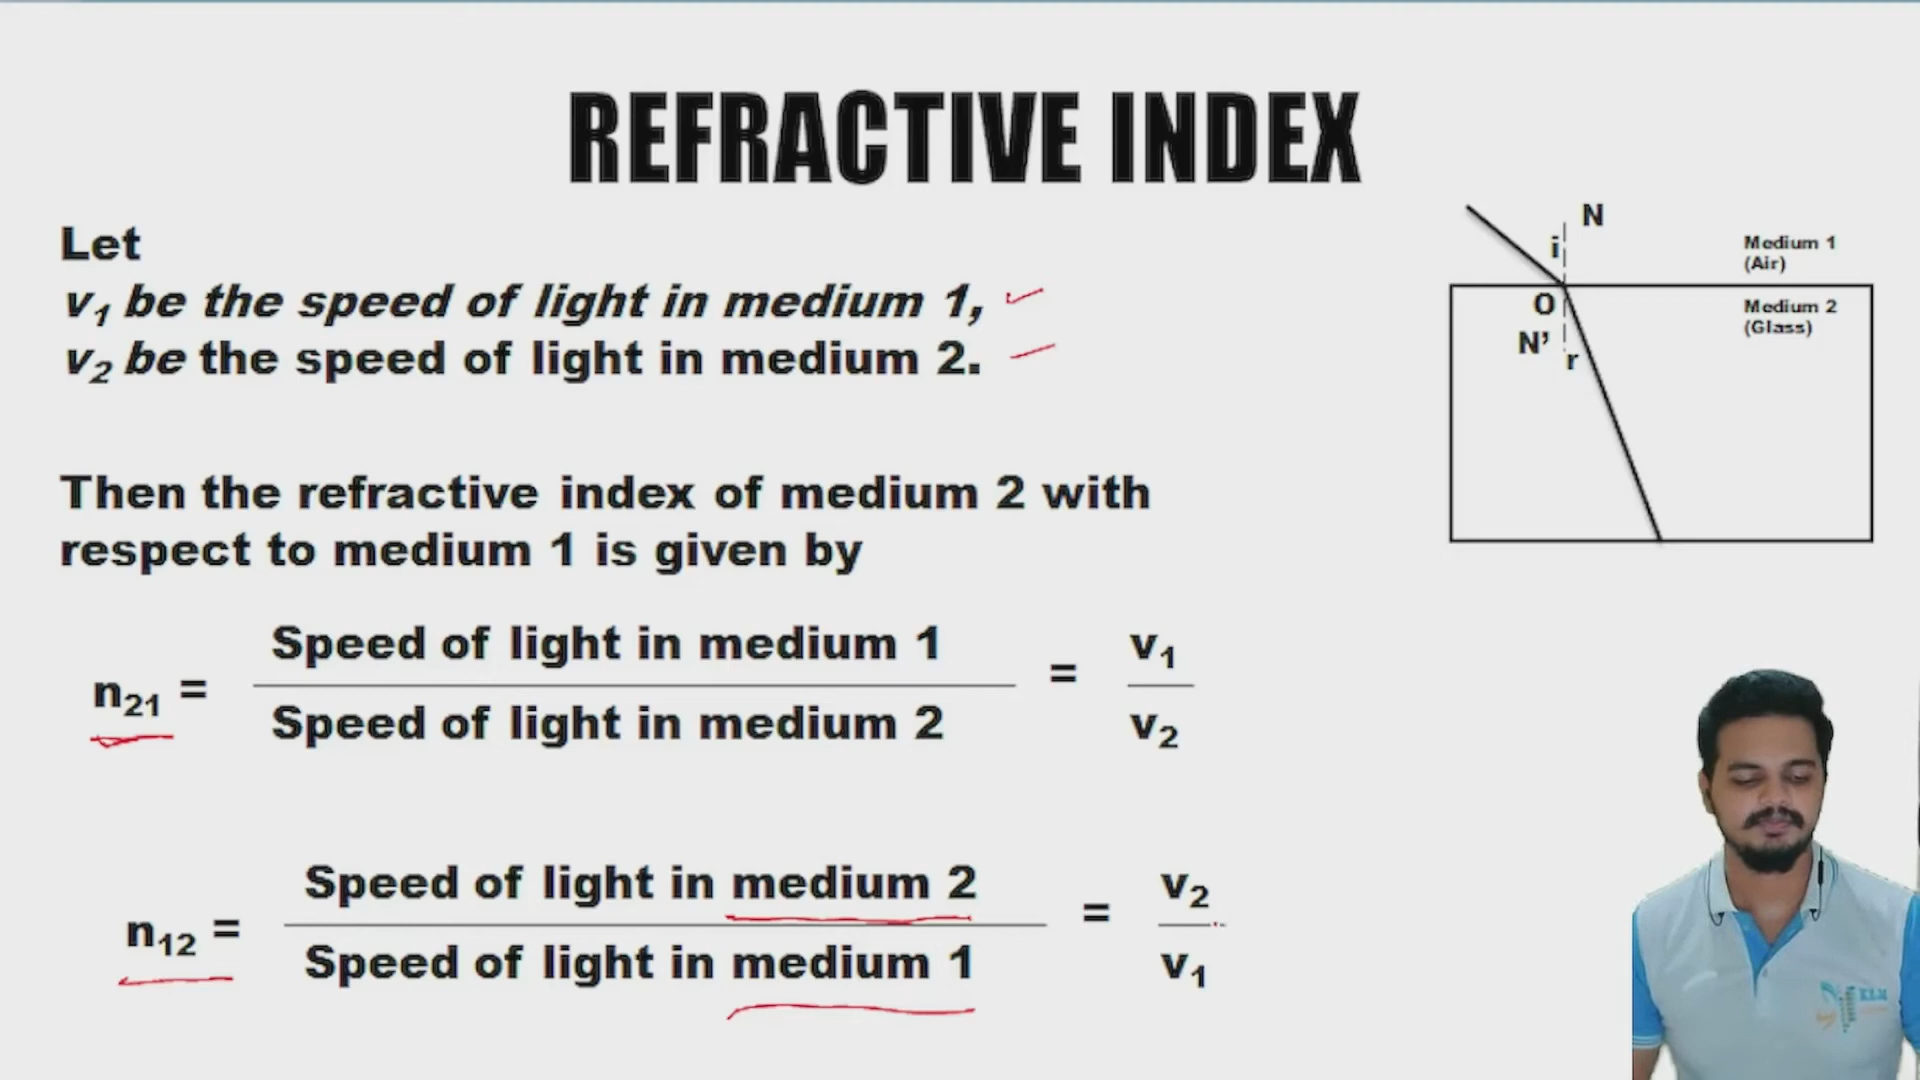 REFRACTIVE INDEX
Let
v1 be the speed of light in medium 1,
v2 be the speed of light in medium 2.
Then the refractive index of medium 2 with
respect to medium 1 is given by
n21 = Speed of light in medium 1 / Speed of light in medium 2 = v1 / v2
n12 = Speed of light in medium 2 / Speed of light in medium 1 = v2 / v1
N
i
Medium 1
(Air)
O
Medium 2
(Glass)
N’
r